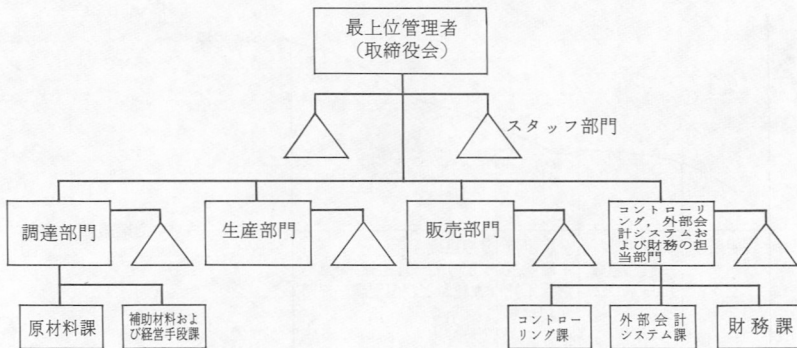 最上位管理者
(取締役会)
スタッフ部門
調達部門
生産部門
販売部門
コントローリ
ング，外部会
計システムお
よび財務の担
当部門
原材料課
補助材料およ
び経営手段課
コントロー
リング課
外部会計
システム課
財務課